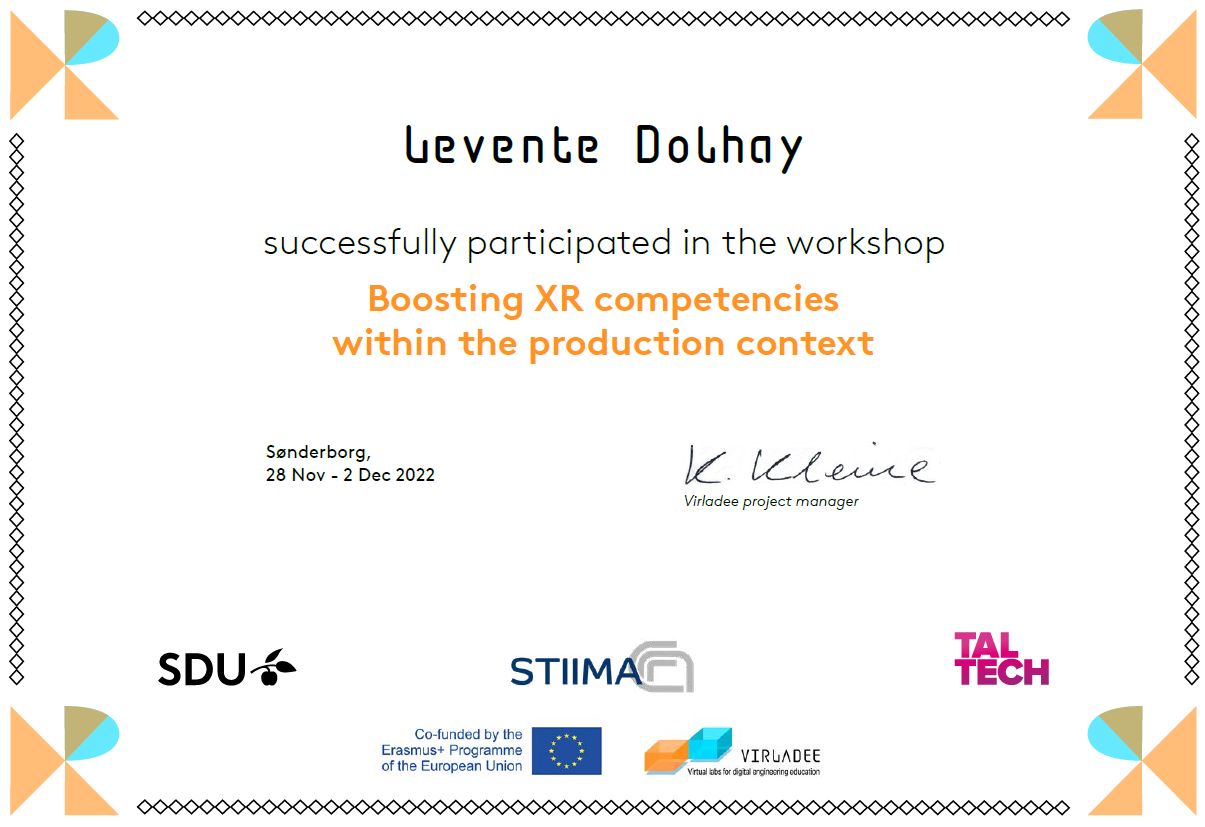 Levente Dolhay
successfully participated in the workshop
Boosting XR competencies
within the production context
Sønderborg,
28 Nov - 2 Dec 2022
K. Kleine
Virladee project manager
SDU
STIIMA
TAL
TECH
Co-funded by the
Erasmus+ Programme
of the European Union
VIRLADEE
Virtual labs for digital engineering education